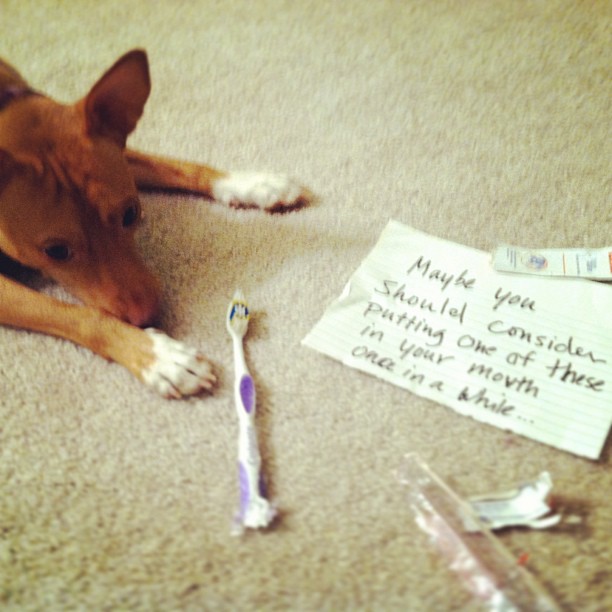 Maybe you
Should consider
putting one of these
in your mouth
once in a while...